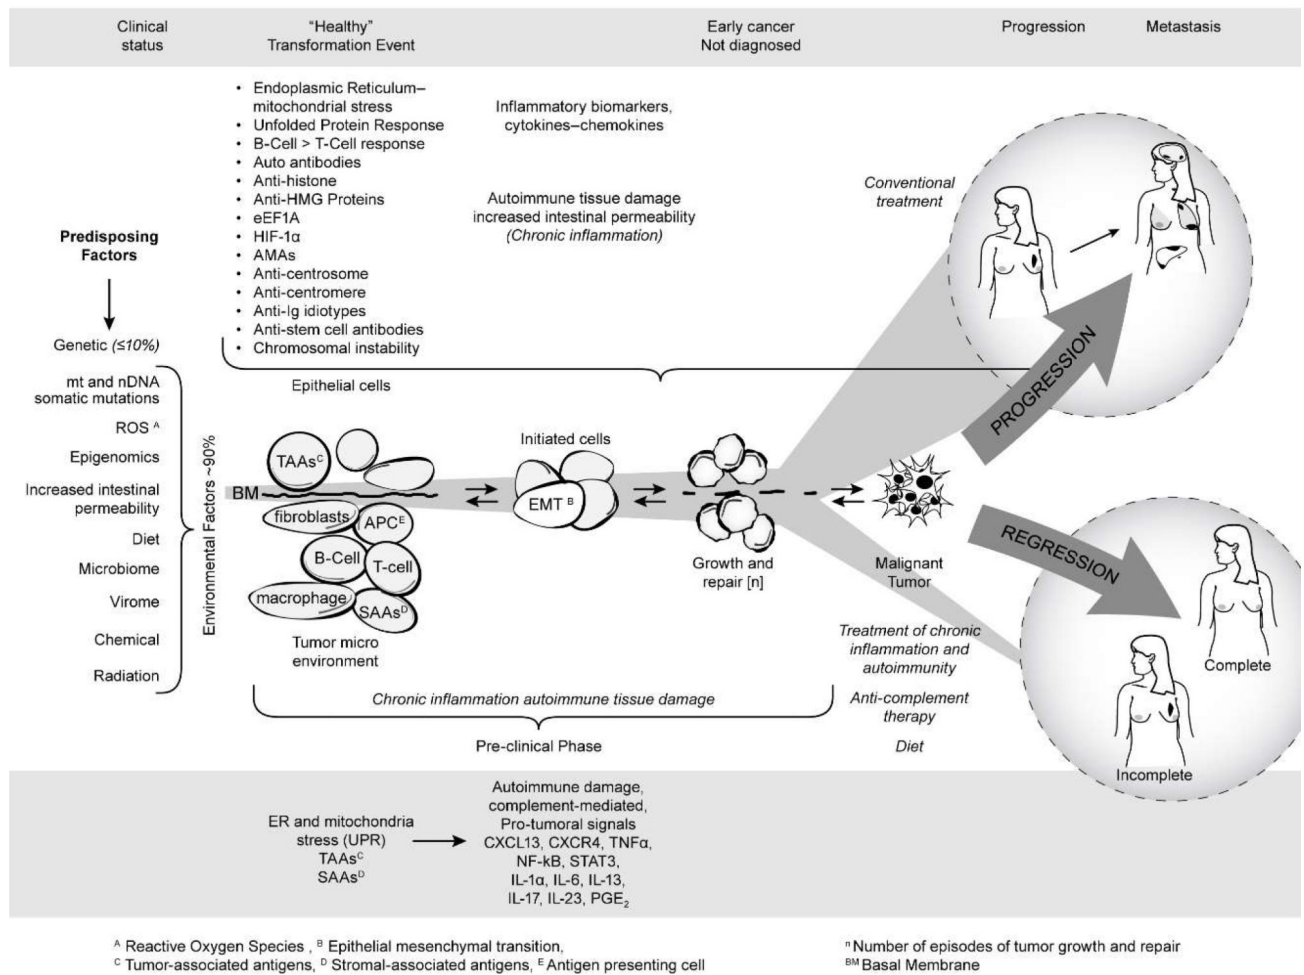 Clinical
status
“Healthy”
Transformation Event
Early cancer
Not diagnosed
Progression
Metastasis
• Endoplasmic Reticulum–
mitochondrial stress
• Unfolded Protein Response
• B-Cell > T-Cell response
• Auto antibodies
• Anti-histone
• Anti-HMG Proteins
• eEF1A
• HIF-1α
• AMAs
• Anti-centrosome
• Anti-centromere
• Anti-Ig idiotypes
• Anti-stem cell antibodies
• Chromosomal instability
Inflammatory biomarkers,
cytokines–chemokines
Autoimmune tissue damage
increased intestinal permeability
(Chronic inflammation)
Conventional
treatment
Predisposing
Factors
Genetic (≤10%)
mt and nDNA
somatic mutations
ROS A
Epigenomics
Increased intestinal
permeability
Diet
Microbiome
Virome
Chemical
Radiation
Environmental Factors ~90%
Epithelial cells
TAAsC
BM
fibroblasts
APCE
B-Cell
T-cell
macrophage
SAAsD
Tumor micro
environment
Initiated cells
EMT B
Growth and
repair [n]
Malignant
Tumor
PROGRESSION
REGRESSION
Complete
Incomplete
Treatment of chronic
inflammation and
autoimmunity
Anti-complement
therapy
Diet
Chronic inflammation autoimmune tissue damage
Pre-clinical Phase
ER and mitochondria
stress (UPR)
TAAsC
SAAsD
Autoimmune damage,
complement-mediated,
Pro-tumoral signals
CXCL13, CXCR4, TNFα,
NF-kB, STAT3,
IL-1α, IL-6, IL-13,
IL-17, IL-23, PGE2
A Reactive Oxygen Species , B Epithelial mesenchymal transition,
C Tumor-associated antigens, D Stromal-associated antigens, E Antigen presenting cell
n Number of episodes of tumor growth and repair
BM Basal Membrane